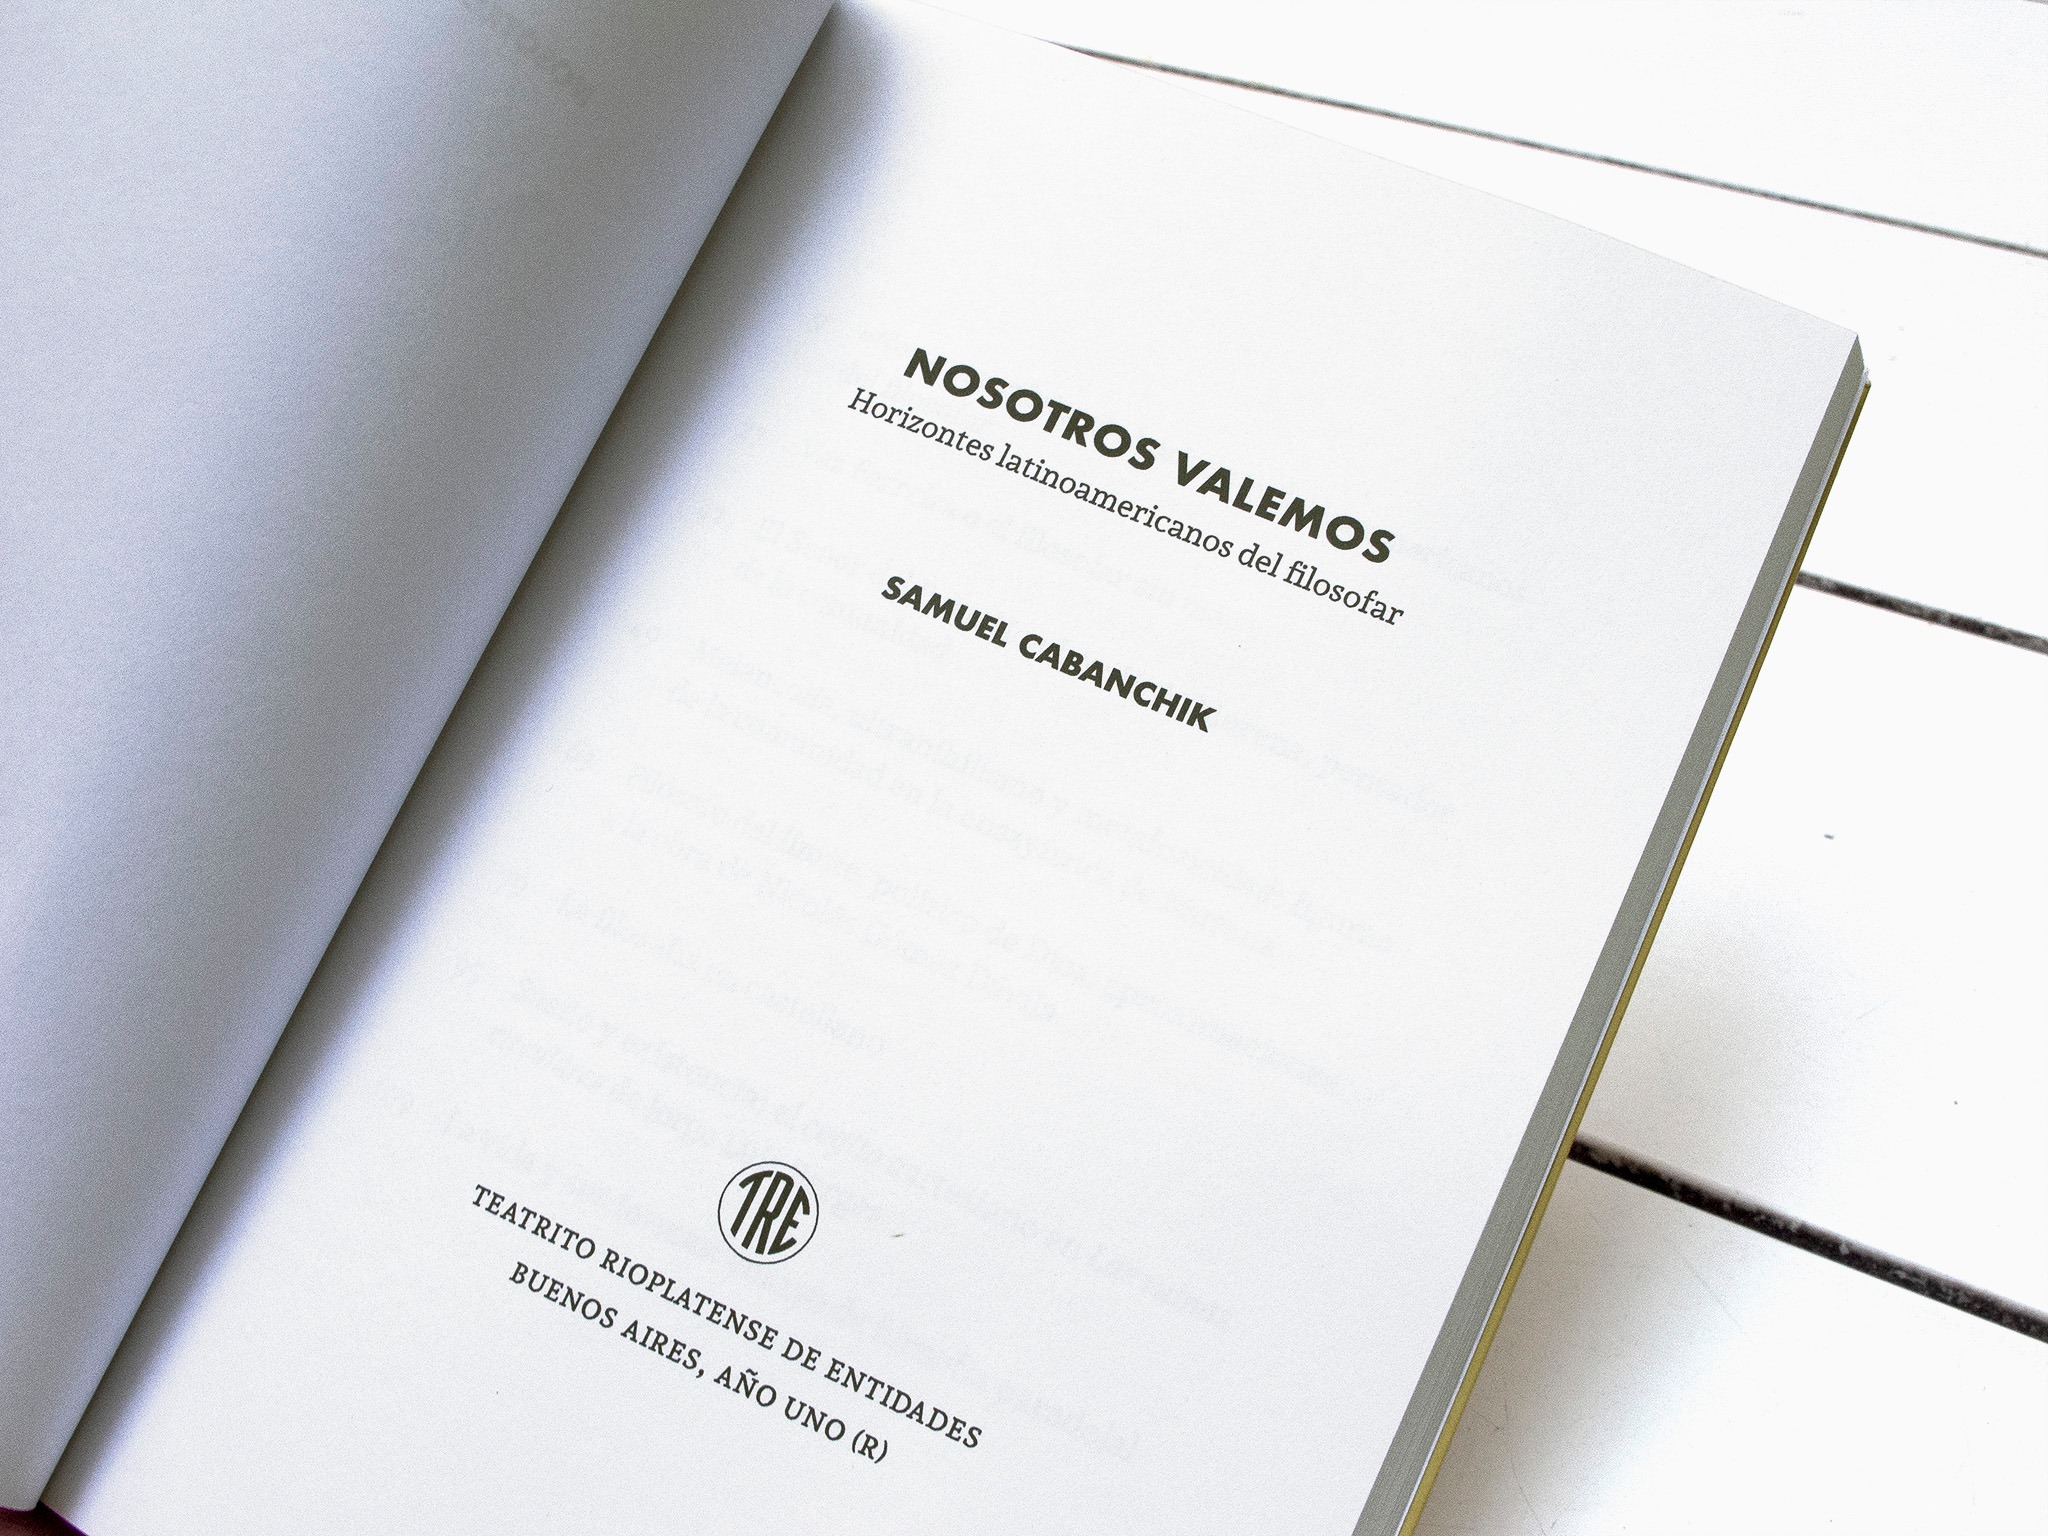 NOSOTROS VALEMOS
Horizontes latinoamericanos del filosofar
SAMUEL CABANCHIK
TRE
TEATRITO RIOPLATENSE DE ENTIDADES
BUENOS AIRES, AÑO UNO (R)